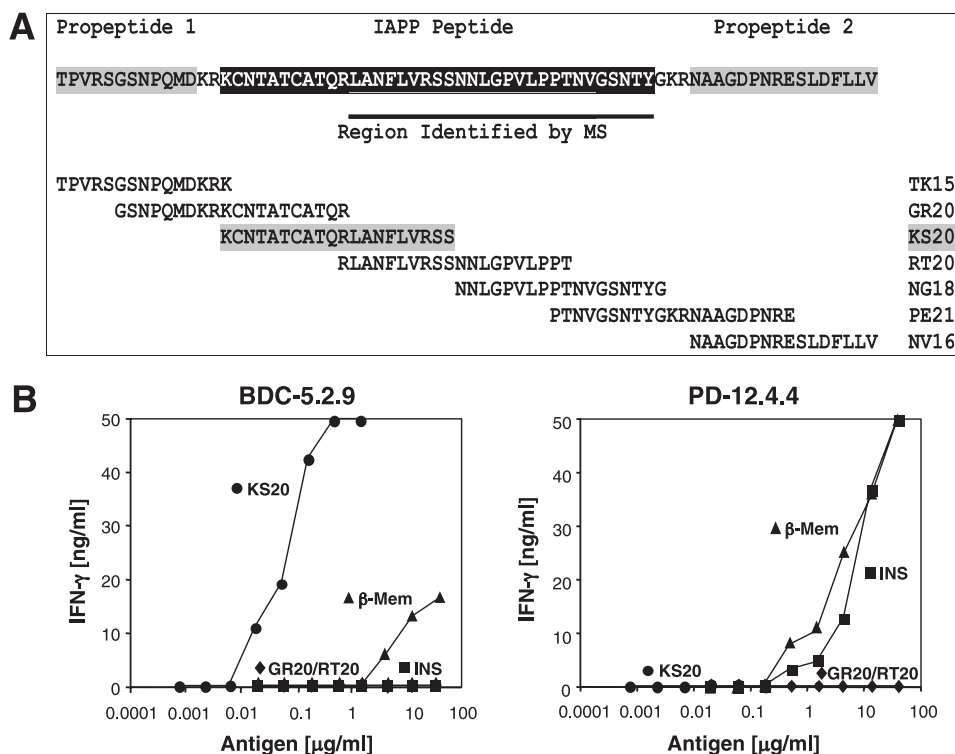 A
Propeptide 1 IAPP Peptide Propeptide 2
TPVRSGSNPQMDKRKCNTATCATQRLANFLVRSSNNLGPVLPPTNVGSNTYGKRNAAGDPNRESLDFLLV
Region Identified by MS
TPVRSGSNPQMDKRK TK15
GSNPQMDKRKCNTATCATQR GR20
KCNTATCATQRLANFLVRSS KS20
RLANFLVRSSNNLGPVLPPT RT20
NNLGPVLPPTNVGSNTYG NG18
PTNVGSNTYGKRNAAGDPNRE PE21
NAAGDPNRESLDFLLV NV16
B
BDC-5.2.9
IFN-γ [ng/ml]
50
40
30
20
10
0
KS20
β-Mem
GR20/RT20
INS
0.0001 0.001 0.01 0.1 1 10 100
Antigen [μg/ml]
PD-12.4.4
IFN-γ [ng/ml]
50
40
30
20
10
0
β-Mem
INS
KS20
GR20/RT20
0.0001 0.001 0.01 0.1 1 10 100
Antigen [μg/ml]